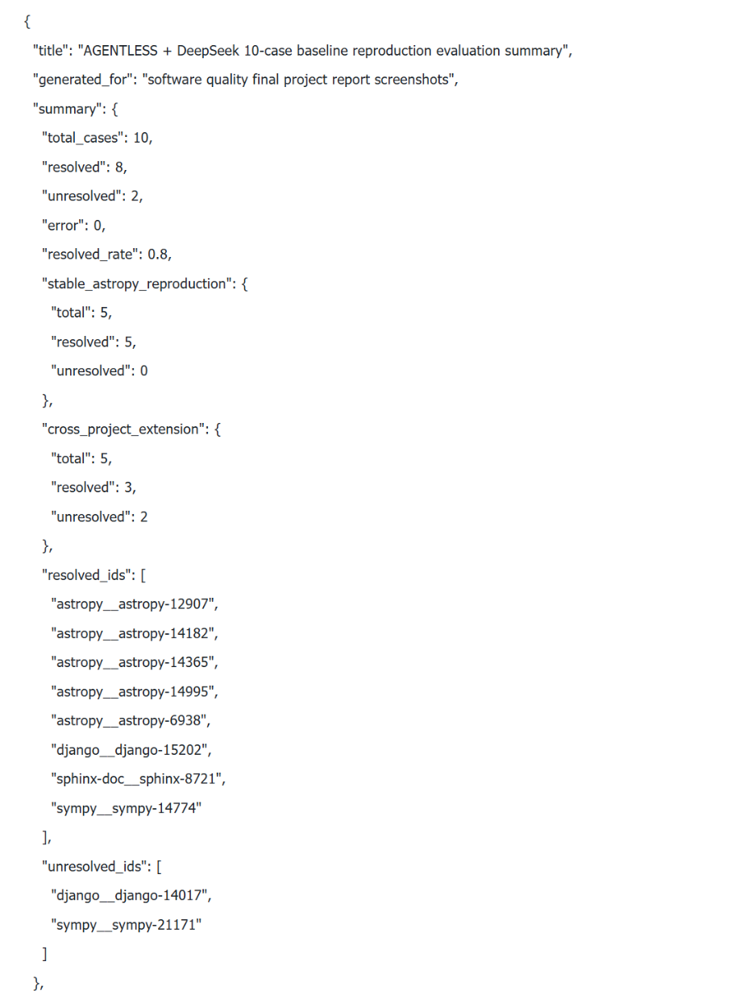 {
"title": "AGENTLESS + DeepSeek 10-case baseline reproduction evaluation summary",
"generated_for": "software quality final project report screenshots",
"summary": {
"total_cases": 10,
"resolved": 8,
"unresolved": 2,
"error": 0,
"resolved_rate": 0.8,
"stable_astropy_reproduction": {
"total": 5,
"resolved": 5,
"unresolved": 0
},
"cross_project_extension": {
"total": 5,
"resolved": 3,
"unresolved": 2
},
"resolved_ids": [
"astropy__astropy-12907",
"astropy__astropy-14182",
"astropy__astropy-14365",
"astropy__astropy-14995",
"astropy__astropy-6938",
"django__django-15202",
"sphinx-doc__sphinx-8721",
"sympy__sympy-14774"
],
"unresolved_ids": [
"django__django-14017",
"sympy__sympy-21171"
]
},